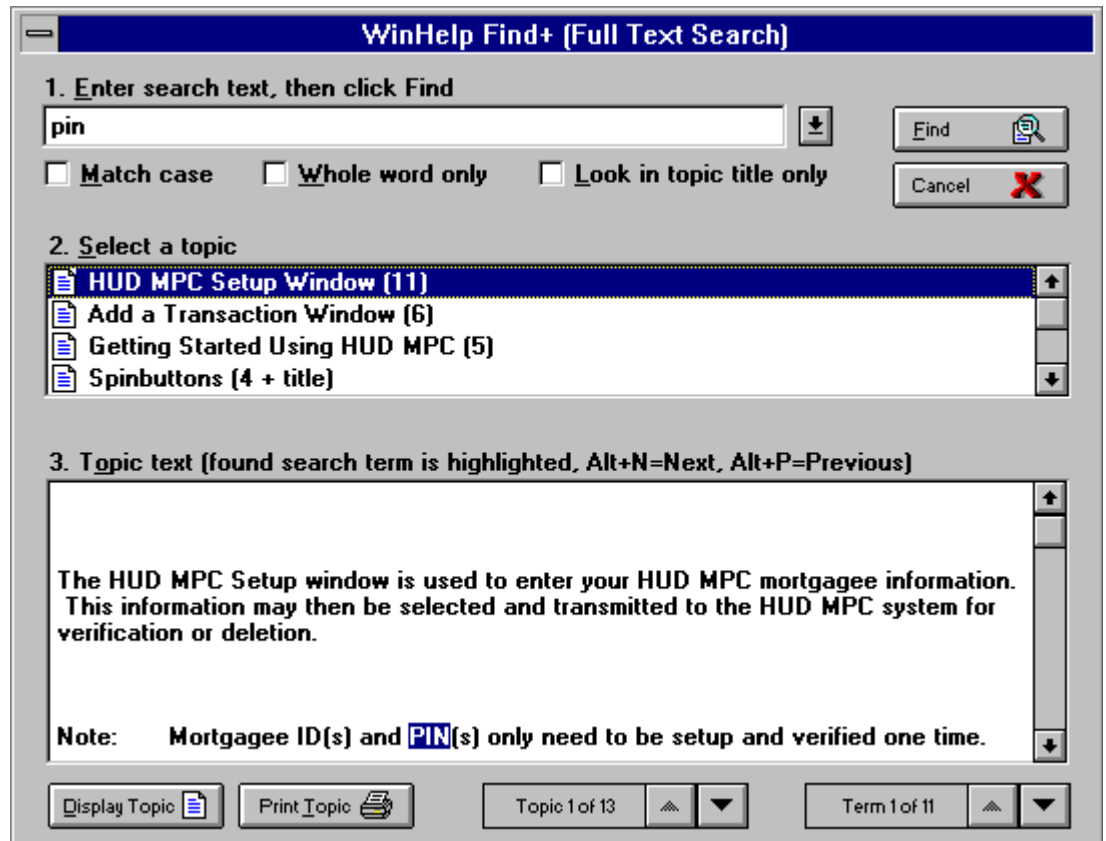 WinHelp Find+ (Full Text Search)
1. Enter search text, then click Find
pin
Find
Match case
Whole word only
Look in topic title only
Cancel
2. Select a topic
HUD MPC Setup Window (11)
Add a Transaction Window (6)
Getting Started Using HUD MPC (5)
Spinbuttons (4 + title)
3. Topic text (found search term is highlighted, Alt+N=Next, Alt+P=Previous)
The HUD MPC Setup window is used to enter your HUD MPC mortgagee information.
This information may then be selected and transmitted to the HUD MPC system for
verification or deletion.
Note: Mortgagee ID(s) and PIN(s) only need to be setup and verified one time.
Display Topic
Print Topic
Topic 1 of 13
Term 1 of 11